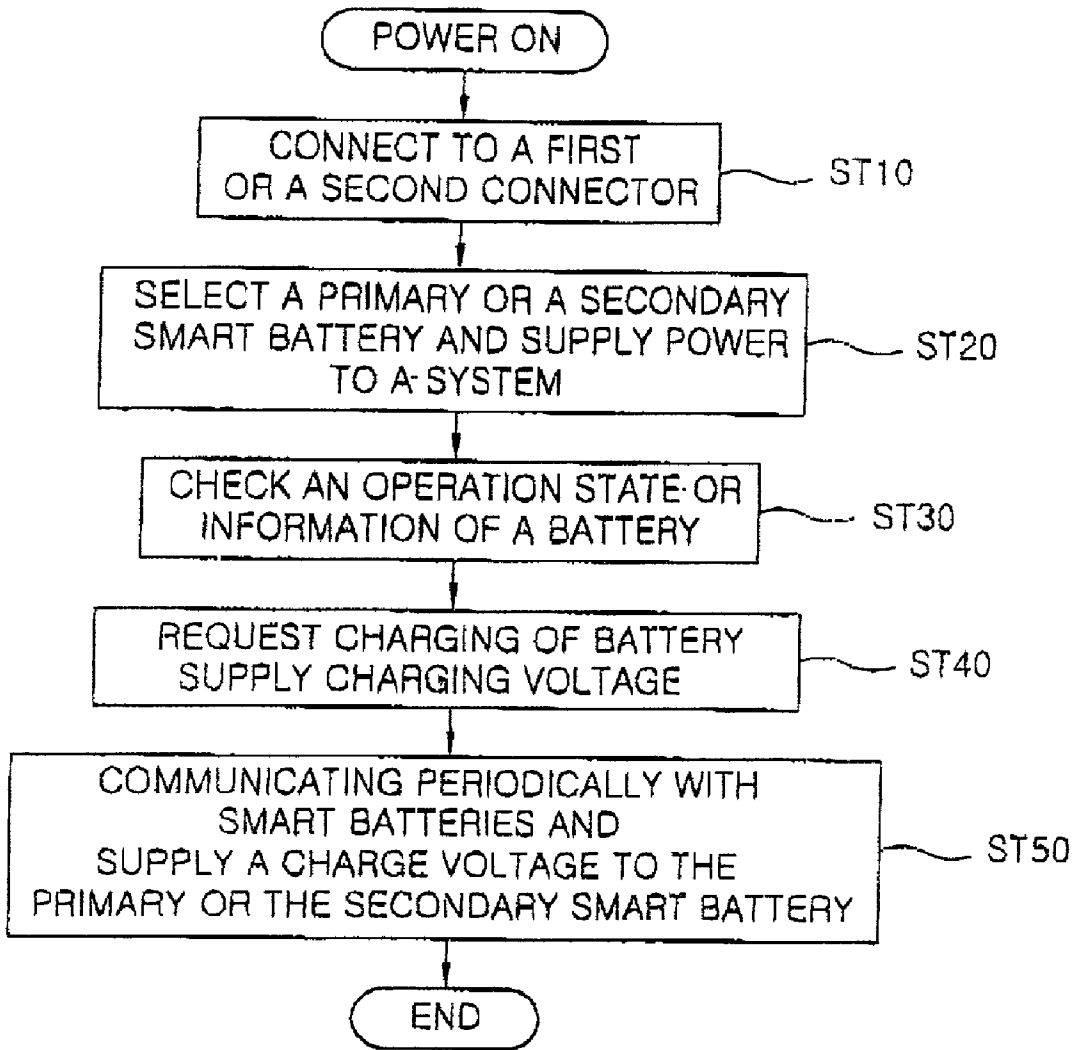 POWER ON
CONNECT TO A FIRST
OR A SECOND CONNECTOR
ST10
SELECT A PRIMARY OR A SECONDARY
SMART BATTERY AND SUPPLY POWER
TO A SYSTEM
ST20
CHECK AN OPERATION STATE OR
INFORMATION OF A BATTERY
ST30
REQUEST CHARGING OF BATTERY
SUPPLY CHARGING VOLTAGE
ST40
COMMUNICATING PERIODICALLY WITH
SMART BATTERIES AND
SUPPLY A CHARGE VOLTAGE TO THE
PRIMARY OR THE SECONDARY SMART BATTERY
ST50
END